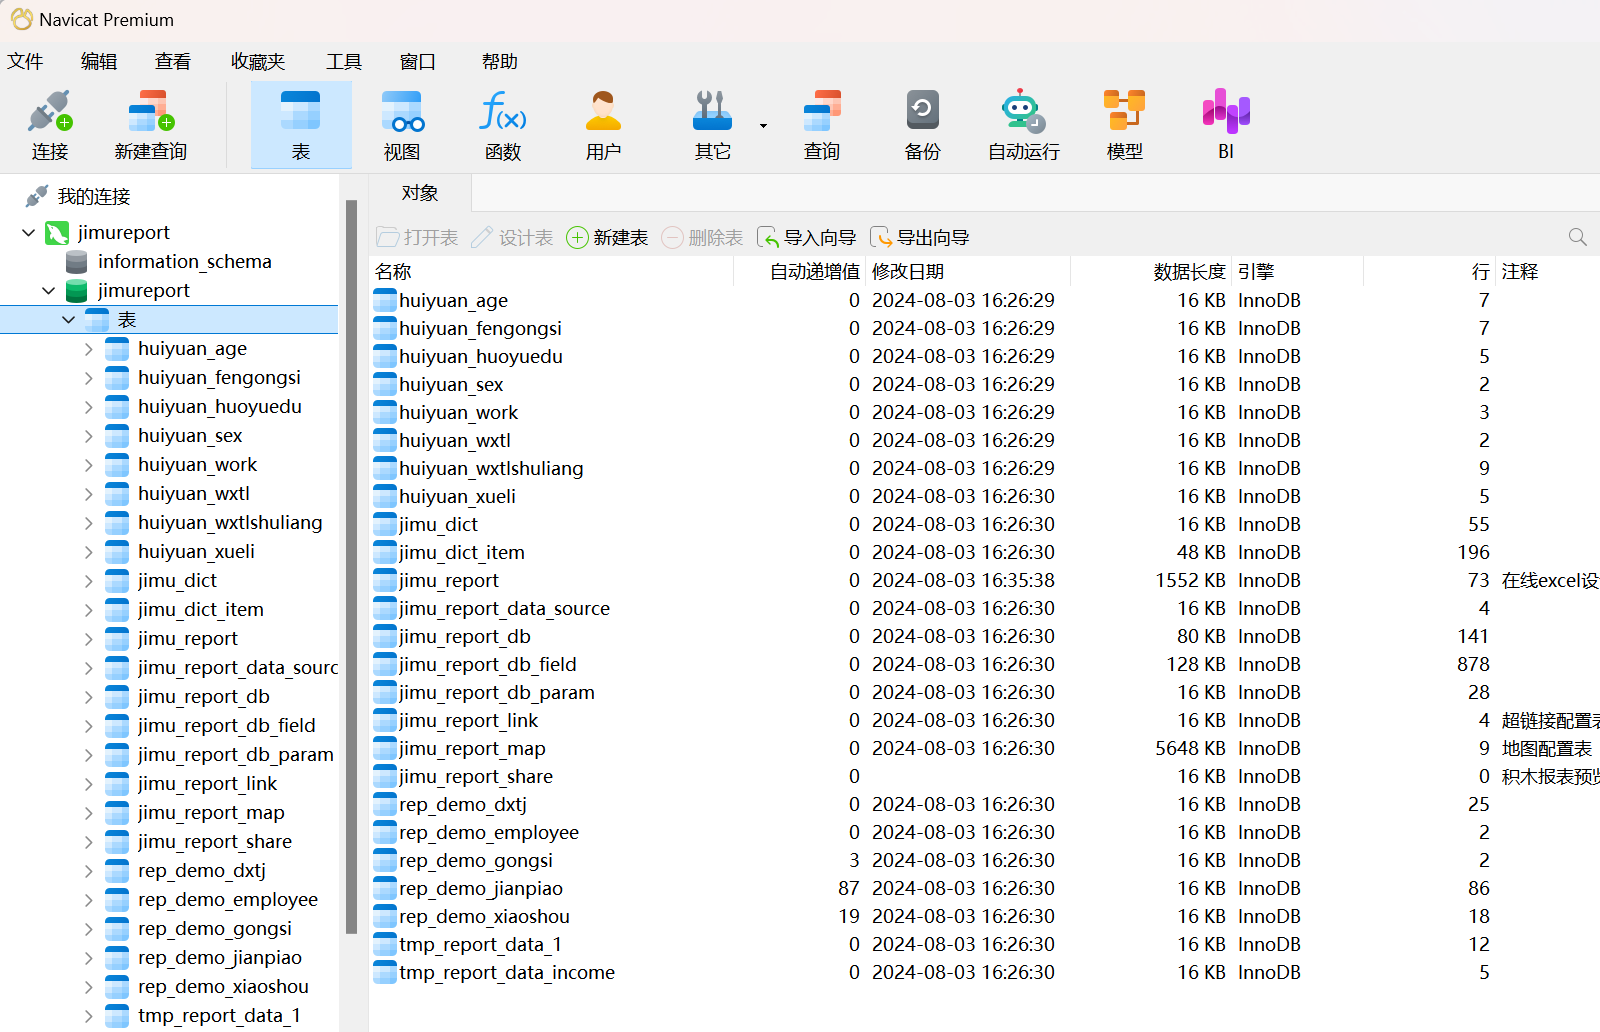 Navicat Premium
文件 编辑 查看 收藏夹 工具 窗口 帮助
连接 新建查询 表 视图 函数 用户 其它 查询 备份 自动运行 模型 BI
我的连接
jimureport
information_schema
jimureport
表
huiyuan_age
huiyuan_fengongsi
huiyuan_huoyuedu
huiyuan_sex
huiyuan_work
huiyuan_wxtl
huiyuan_wxtlshuliang
huiyuan_xueli
jimu_dict
jimu_dict_item
jimu_report
jimu_report_data_sourc
jimu_report_db
jimu_report_db_field
jimu_report_db_param
jimu_report_link
jimu_report_map
jimu_report_share
rep_demo_dxtj
rep_demo_employee
rep_demo_gongsi
rep_demo_jianpiao
rep_demo_xiaoshou
tmp_report_data_1
对象
打开表 设计表 新建表 删除表 导入向导 导出向导
名称 自动递增值 修改日期 数据长度 引擎 行 注释
huiyuan_age 0 2024-08-03 16:26:29 16 KB InnoDB 7
huiyuan_fengongsi 0 2024-08-03 16:26:29 16 KB InnoDB 7
huiyuan_huoyuedu 0 2024-08-03 16:26:29 16 KB InnoDB 5
huiyuan_sex 0 2024-08-03 16:26:29 16 KB InnoDB 2
huiyuan_work 0 2024-08-03 16:26:29 16 KB InnoDB 3
huiyuan_wxtl 0 2024-08-03 16:26:29 16 KB InnoDB 2
huiyuan_wxtlshuliang 0 2024-08-03 16:26:29 16 KB InnoDB 9
huiyuan_xueli 0 2024-08-03 16:26:30 16 KB InnoDB 5
jimu_dict 0 2024-08-03 16:26:30 16 KB InnoDB 55
jimu_dict_item 0 2024-08-03 16:26:30 48 KB InnoDB 196
jimu_report 0 2024-08-03 16:35:38 1552 KB InnoDB 73 在线excel设
jimu_report_data_source 0 2024-08-03 16:26:30 16 KB InnoDB 4
jimu_report_db 0 2024-08-03 16:26:30 80 KB InnoDB 141
jimu_report_db_field 0 2024-08-03 16:26:30 128 KB InnoDB 878
jimu_report_db_param 0 2024-08-03 16:26:30 16 KB InnoDB 28
jimu_report_link 0 2024-08-03 16:26:30 16 KB InnoDB 4 超链接配置表
jimu_report_map 0 2024-08-03 16:26:30 5648 KB InnoDB 9 地图配置表
jimu_report_share 0 16 KB InnoDB 0 积木报表预览
rep_demo_dxtj 0 2024-08-03 16:26:30 16 KB InnoDB 25
rep_demo_employee 0 2024-08-03 16:26:30 16 KB InnoDB 2
rep_demo_gongsi 3 2024-08-03 16:26:30 16 KB InnoDB 2
rep_demo_jianpiao 87 2024-08-03 16:26:30 16 KB InnoDB 86
rep_demo_xiaoshou 19 2024-08-03 16:26:30 16 KB InnoDB 18
tmp_report_data_1 0 2024-08-03 16:26:30 16 KB InnoDB 12
tmp_report_data_income 0 2024-08-03 16:26:30 16 KB InnoDB 5